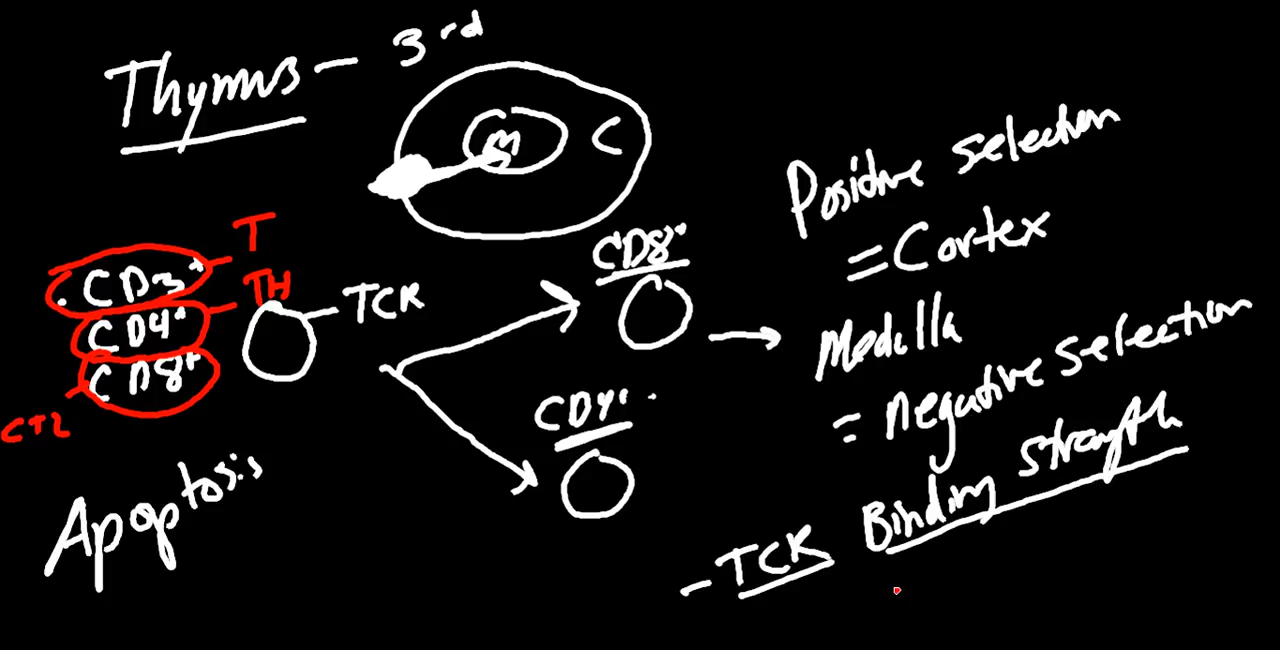 Thymus – 3rd
M
C
T
. CD3+
TH
CD4+
TCR
CD8+
CTL
CD8+
CD4+
Apoptosis
Positive selection
= Cortex
Medulla
= negative selection
- TCR Binding strength